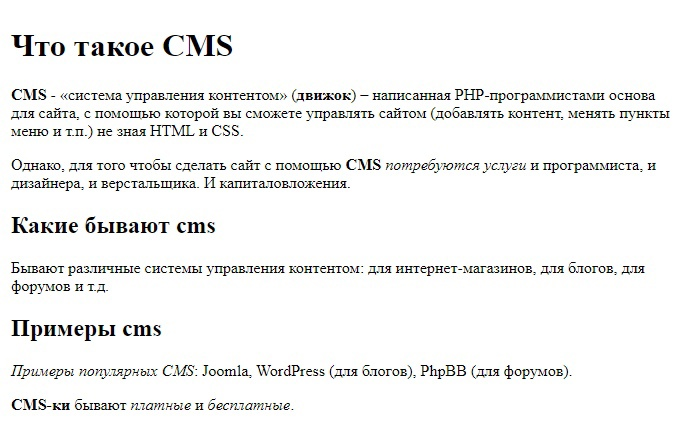 Что такое CMS
CMS - «система управления контентом» (движок) – написанная PHP-программистами основа
для сайта, с помощью которой вы сможете управлять сайтом (добавлять контент, менять пункты
меню и т.п.) не зная HTML и CSS.
Однако, для того чтобы сделать сайт с помощью CMS потребуются услуги и программиста, и
дизайнера, и верстальщика. И капиталовложения.
Какие бывают cms
Бывают различные системы управления контентом: для интернет-магазинов, для блогов, для
форумов и т.д.
Примеры cms
Примеры популярных CMS: Joomla, WordPress (для блогов), PhpBB (для форумов).
CMS-ки бывают платные и бесплатные.